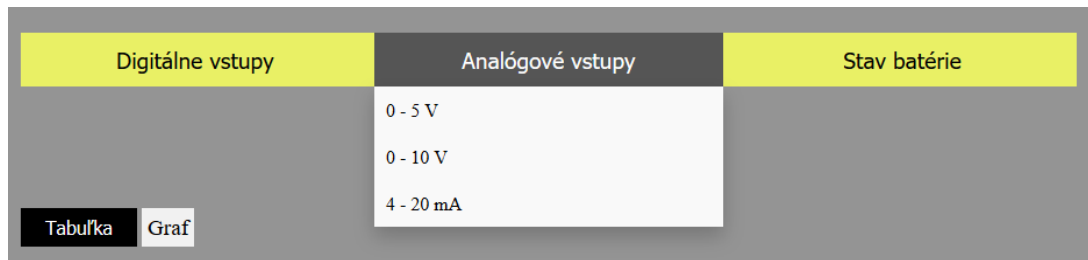 Digitálne vstupy
Analógové vstupy
Stav batérie
0 - 5 V
0 - 10 V
4 - 20 mA
Tabuľka
Graf